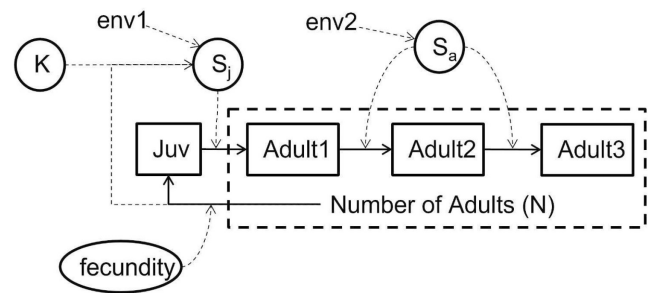 env1
env2
K
Sj
Sa
Juv
Adult1
Adult2
Adult3
Number of Adults (N)
fecundity